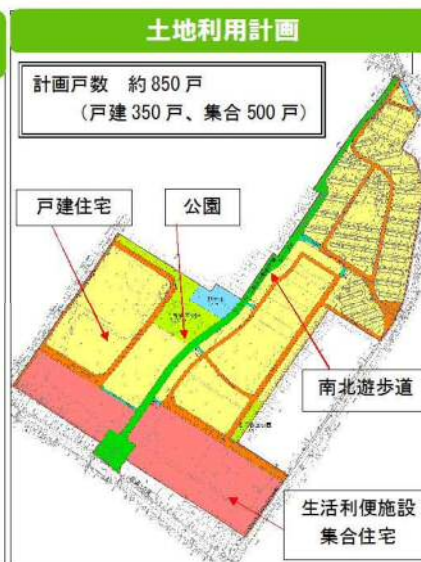 土地利用計画
計画戸数 約850戸
(戸建350戸、集合500戸)
戸建住宅
公園
南北遊歩道
生活利便施設
集合住宅